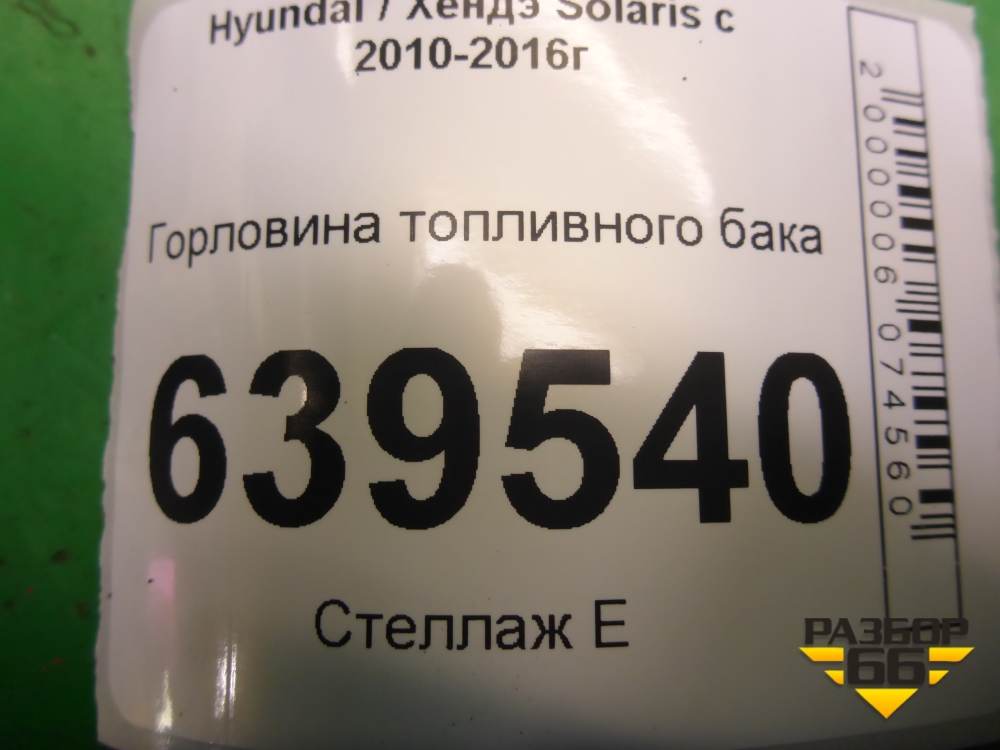 Hyundai / Хендэ Solaris с
2010-2016г
Горловина топливного бака
639540
Стеллаж Е
2000006074560
РАЗБОР
66